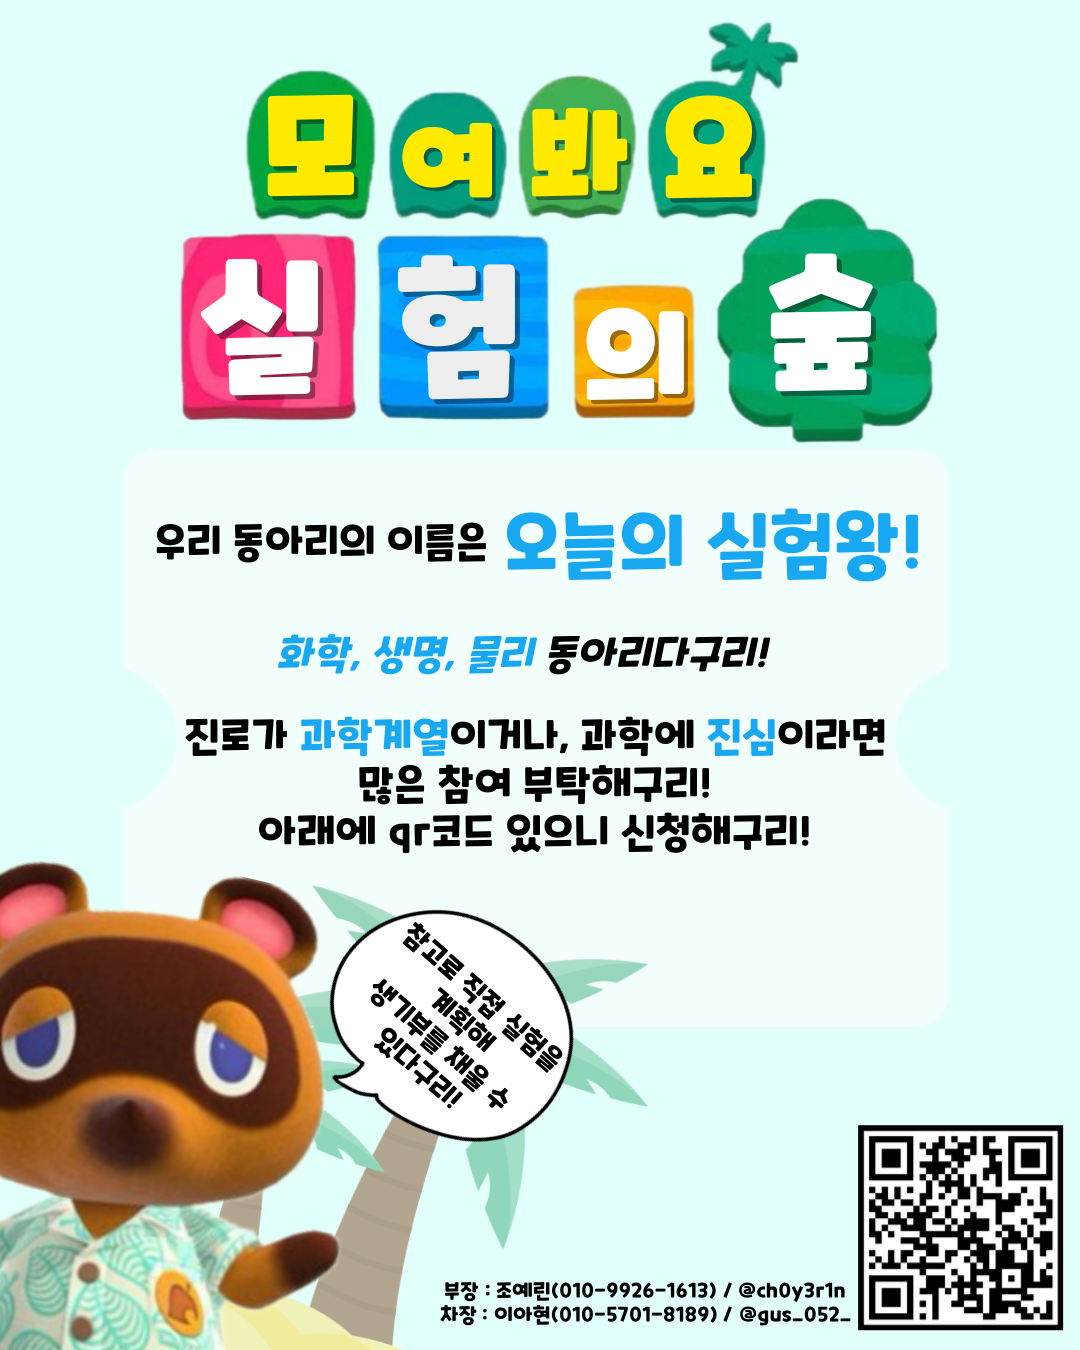 모여봐요
실험의숲
우리 동아리의 이름은 오늘의 실험왕!
화학, 생명, 물리 동아리다구리!
진로가 과학계열이거나, 과학에 진심이라면
많은 참여 부탁해구리!
아래에 qr코드 있으니 신청해구리!
참고로 직접 실험을
계획해
생기부를 채울 수
있다구리!!
부장 : 조예린(010-9926-1613) / @ch0y3r1n
차장 : 이아현(010-5701-8189) / @gus_052_